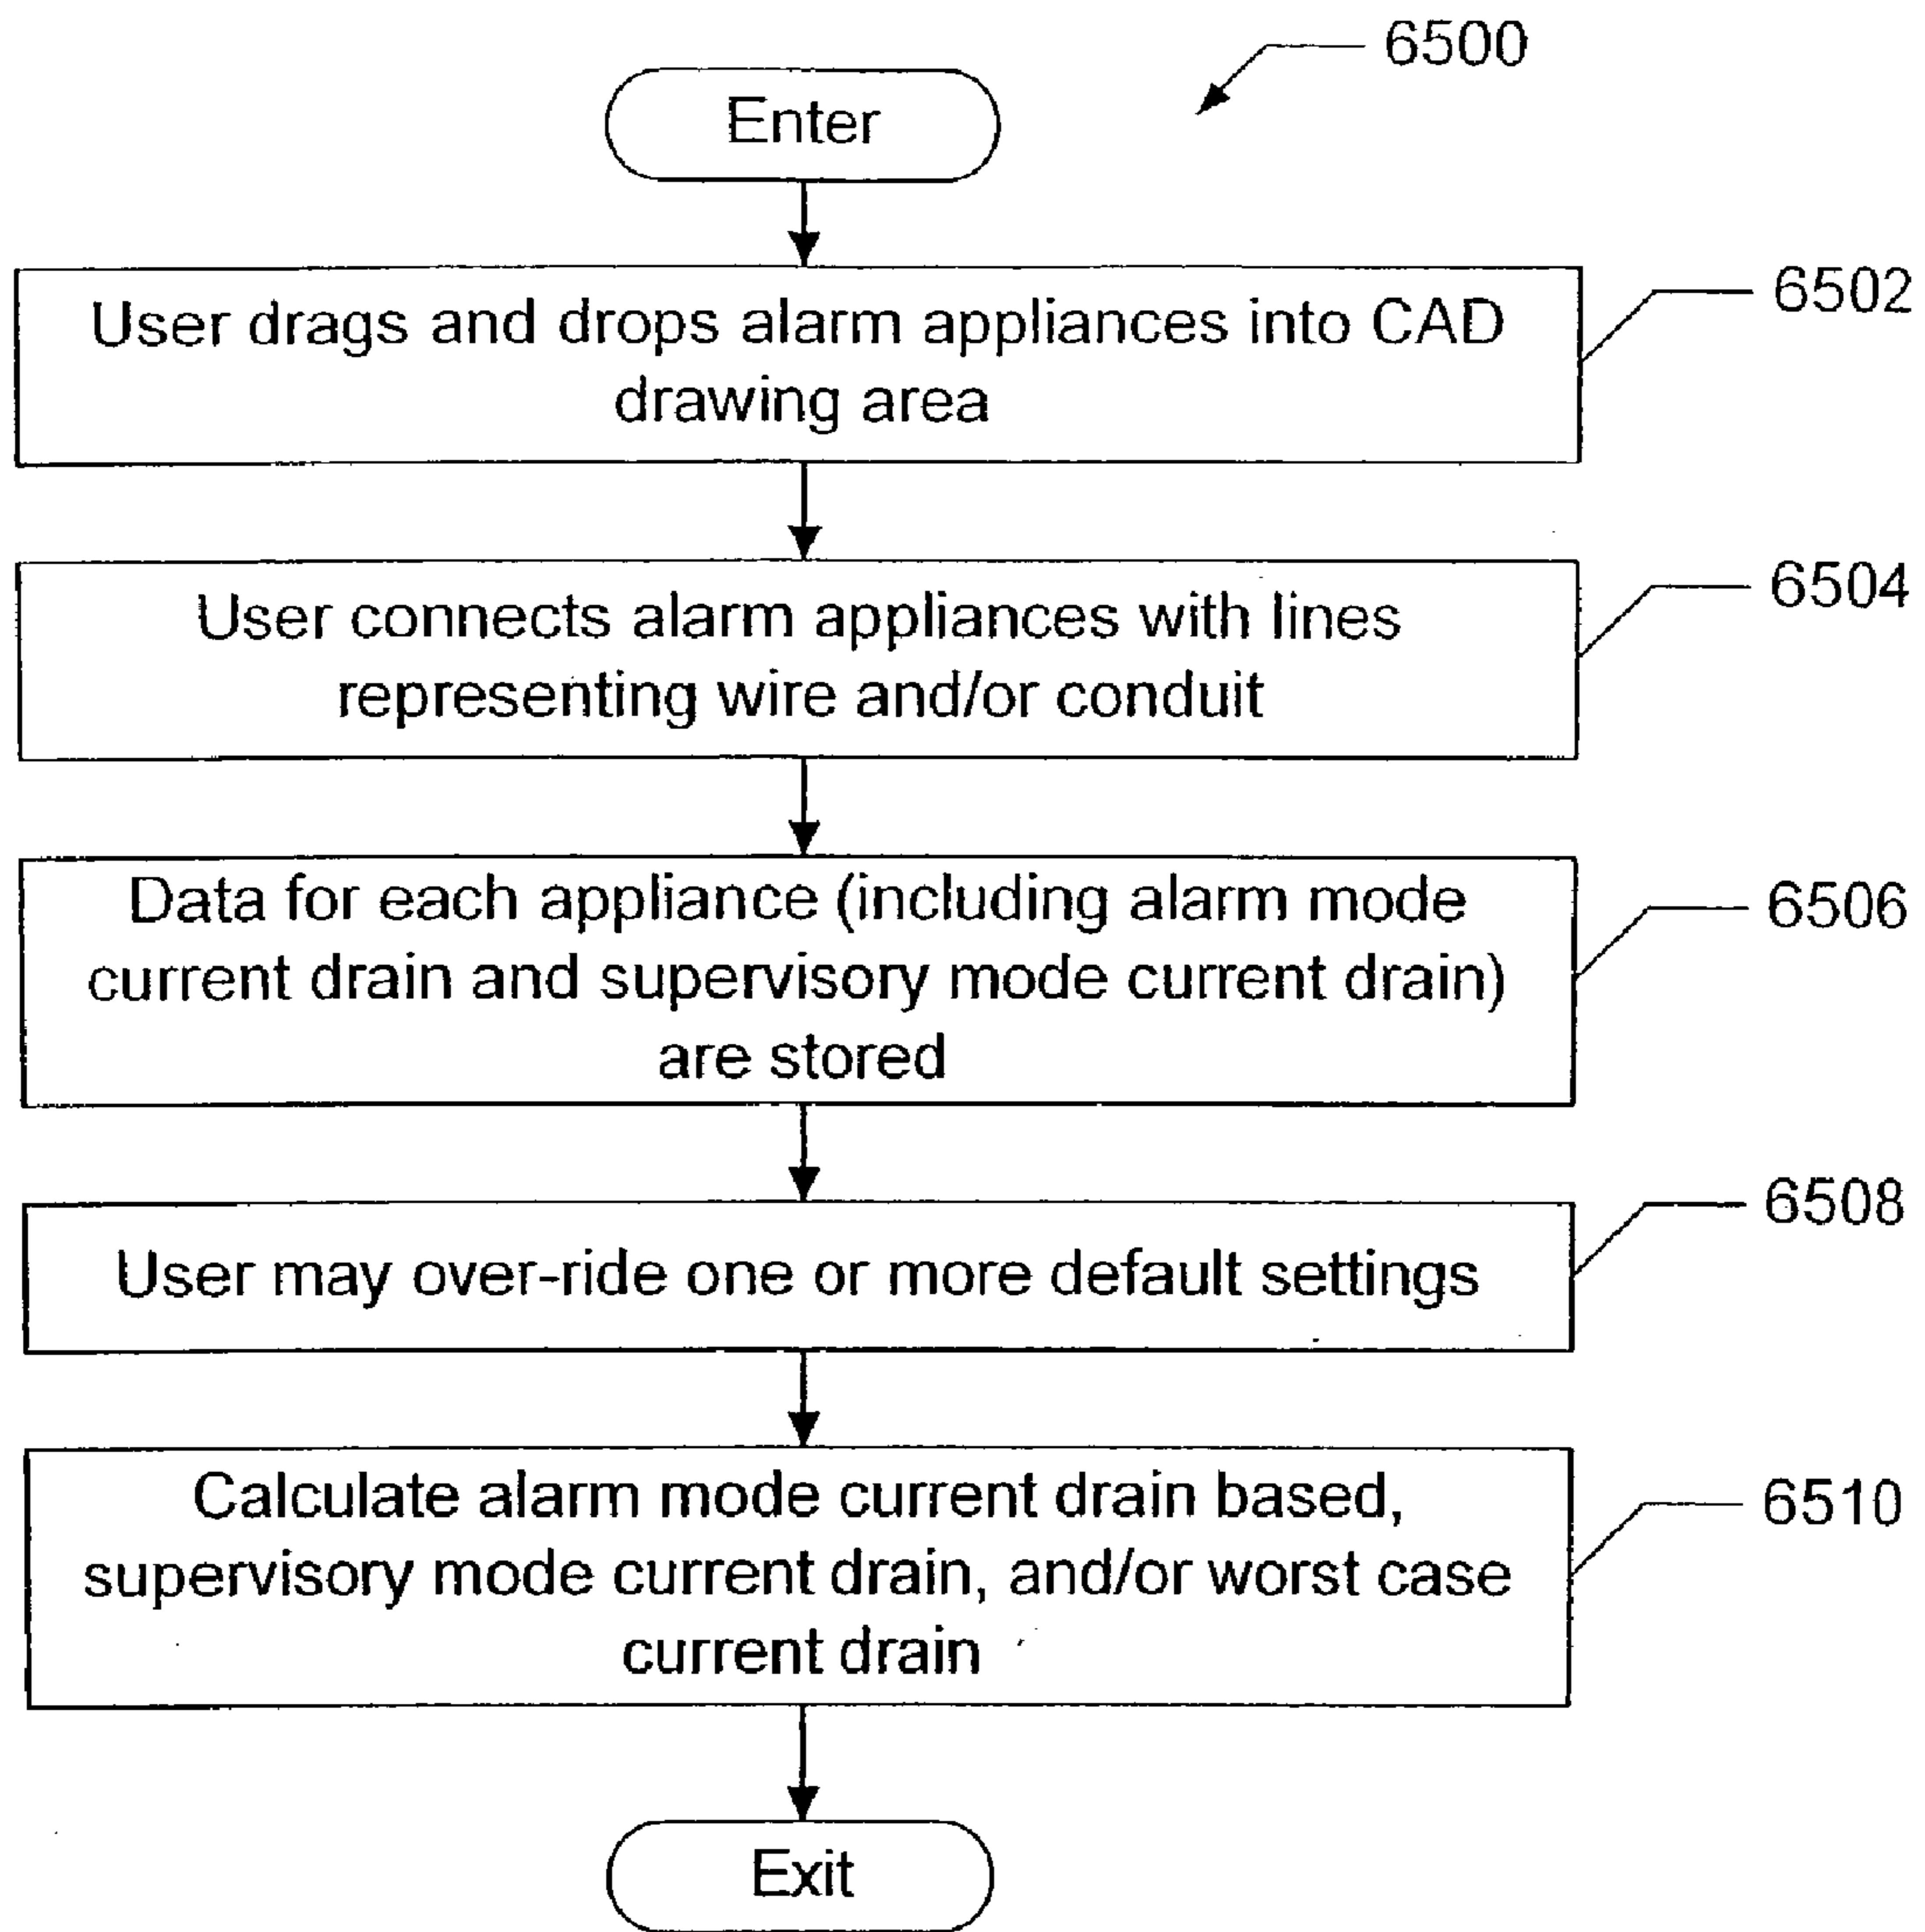 6500
Enter
6502
User drags and drops alarm appliances into CAD
drawing area
6504
User connects alarm appliances with lines
representing wire and/or conduit
6506
Data for each appliance (including alarm mode
current drain and supervisory mode current drain)
are stored
6508
User may over-ride one or more default settings
6510
Calculate alarm mode current drain based,
supervisory mode current drain, and/or worst case
current drain
Exit